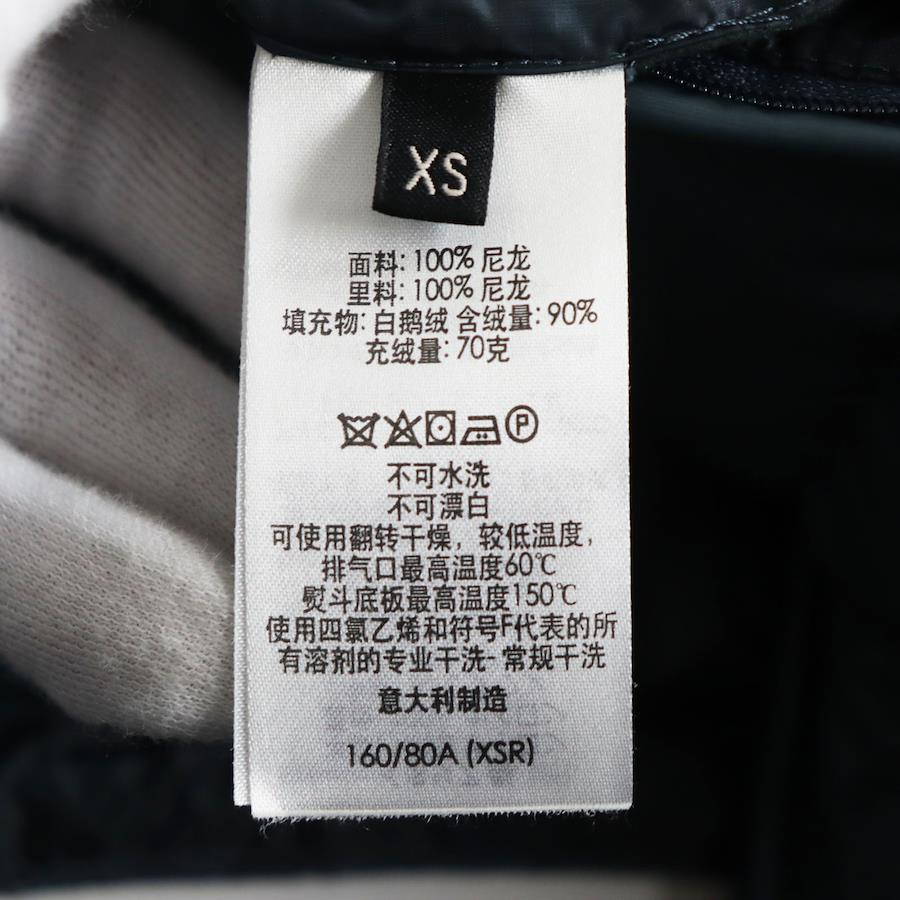 XS
面料: 100% 尼龙
里料: 100% 尼龙
填充物: 白鹅绒 含绒量: 90%
充绒量: 70克
P
不可水洗
不可漂白
可使用翻转干燥，较低温度，
排气口最高温度60℃
熨斗底板最高温度150℃
使用四氯乙烯和符号F代表的所
有溶剂的专业干洗- 常规干洗
意大利制造
160/80A (XSR)